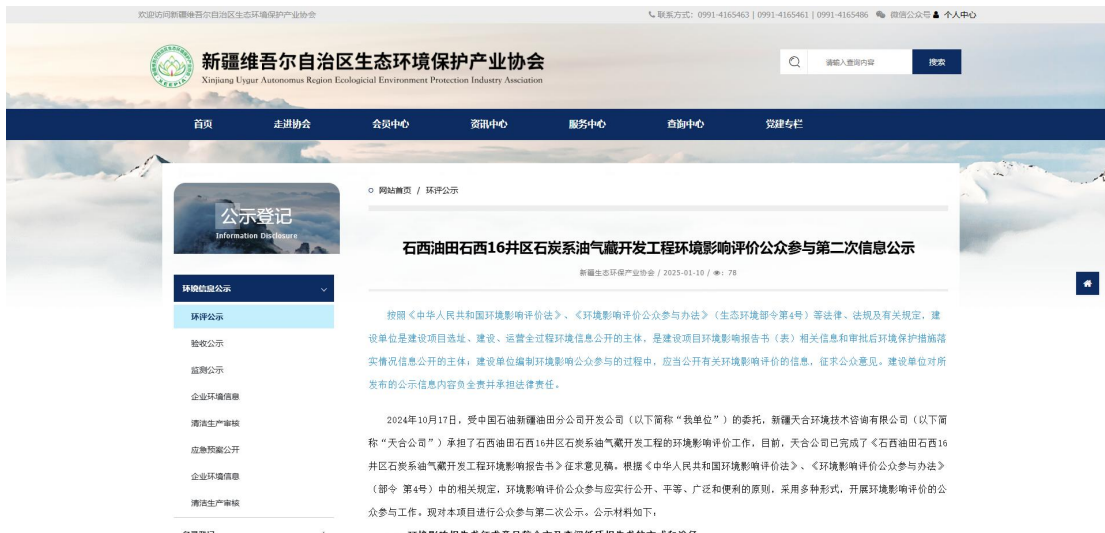 欢迎访问新疆维吾尔自治区生态环境保护产业协会
联系方式: 0991-4165463 | 0991-4165461 | 0991-4165486 微信公众号 个人中心
新疆维吾尔自治区生态环境保护产业协会
Xinjiang Uygur Autonomus Region Ecologicial Environment Protection Industry Assciation
请输入查询内容
搜索
首页 走进协会 会员中心 资讯中心 服务中心 查询中心 党建专栏
公示登记
Information Disclosure
环境信息公示
环评公示
验收公示
监测公示
企业环境信息
清洁生产审核
应急预案公开
企业环境信息
清洁生产审核
网站首页 / 环评公示
石西油田石西16井区石炭系油气藏开发工程环境影响评价公众参与第二次信息公示
新疆生态环保产业协会 / 2025-01-10 / : 78
按照《中华人民共和国环境影响评价法》、《环境影响评价公众参与办法》(生态环境部令第4号)等法律、法规及有关规定, 建
设单位是建设项目选址、建设、运营全过程环境信息公开的主体, 是建设项目环境影响报告书(表)相关信息和审批后环境保护措施落
实情况信息公开的主体; 建设单位编制环境影响公众参与的过程中, 应当公开有关环境影响评价的信息, 征求公众意见。建设单位对所
发布的公示信息内容负全责并承担法律责任。
2024年10月17日, 受中国石油新疆油田分公司开发公司(以下简称“我单位”)的委托, 新疆天合环境技术咨询有限公司(以下简
称“天合公司”)承担了石西油田石西16井区石炭系油气藏开发工程的环境影响评价工作, 目前, 天合公司已完成了《石西油田石西16
井区石炭系油气藏开发工程环境影响报告书》征求意见稿。根据《中华人民共和国环境影响评价法》、《环境影响评价公众参与办法》
(部令 第4号)中的相关规定, 环境影响评价公众参与应实行公开、平等、广泛和便利的原则, 采用多种形式, 开展环境影响评价的公
众参与工作。现对本项目进行公众参与第二次公示。公示材料如下: